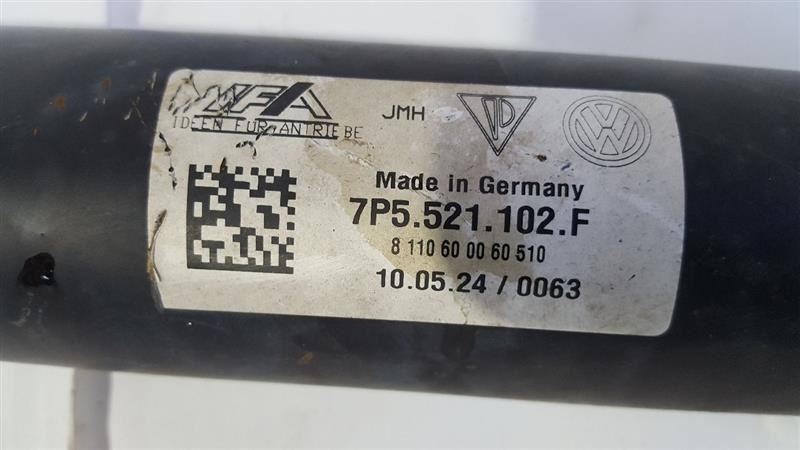 IFA
IDEEN FÜR ANTRIEBE
JMH
VW
Made in Germany
7P5.521.102.F
8 110 60 00 60 510
10.05.24 / 0063